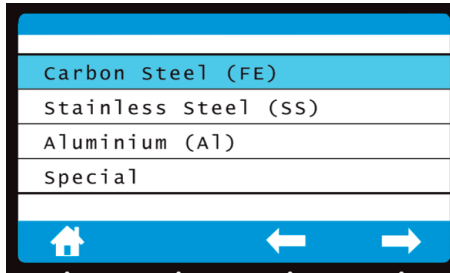 Carbon Steel (FE)
Stainless Steel (SS)
Aluminium (Al)
Special